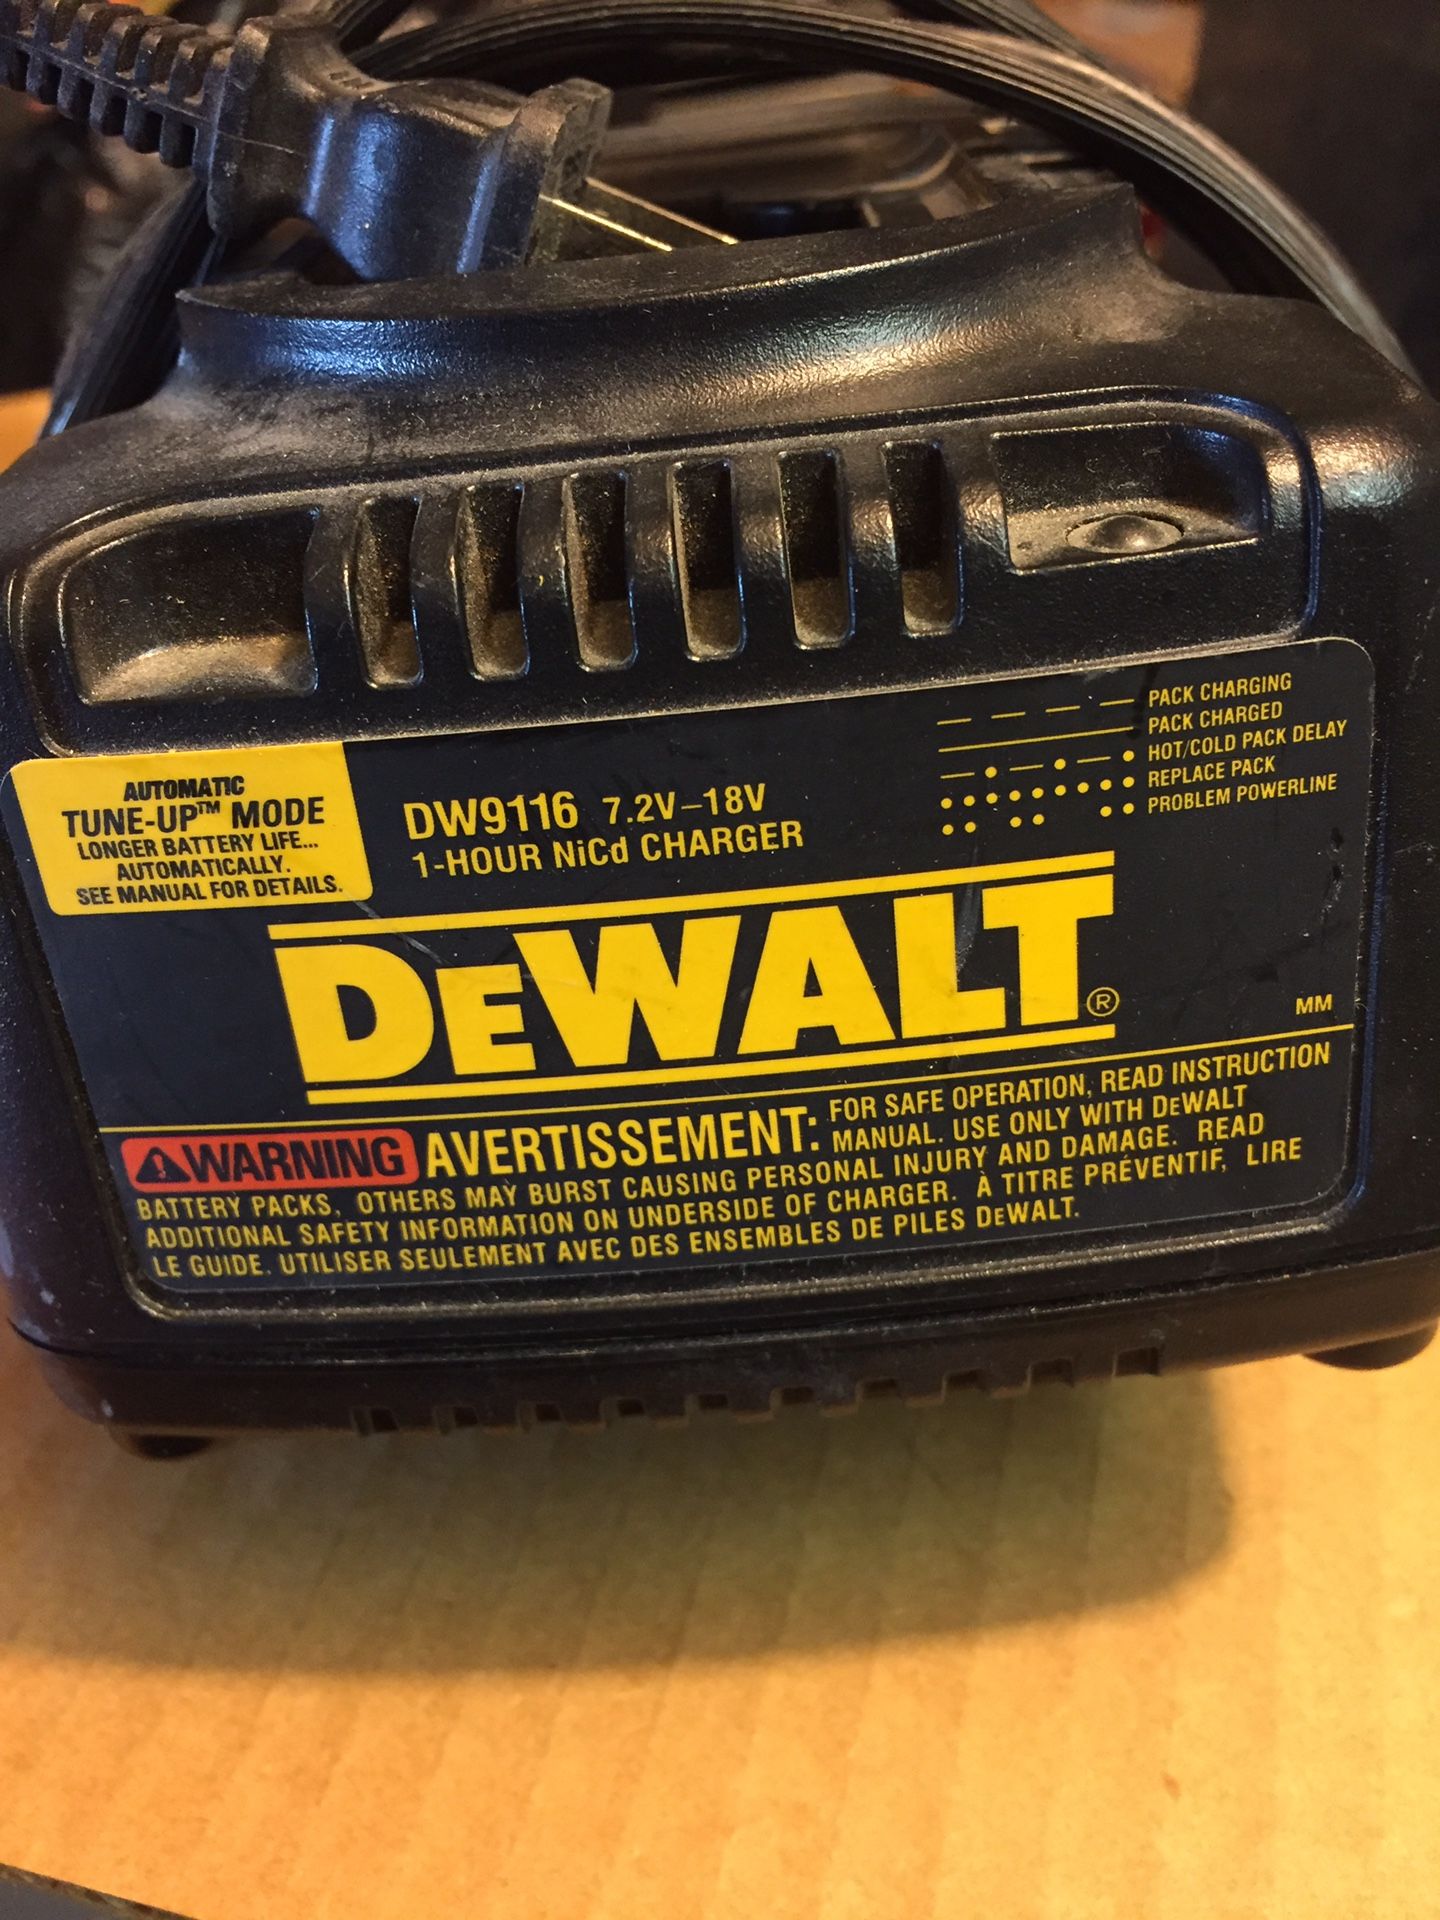 PACK CHARGING
PACK CHARGED
HOT/COLD PACK DELAY
REPLACE PACK
PROBLEM POWERLINE
AUTOMATIC
TUNE-UP™ MODE
LONGER BATTERY LIFE...
AUTOMATICALLY.
SEE MANUAL FOR DETAILS.
DW9116 7.2V–18V
1-HOUR NiCd CHARGER
DEWALT®
MM
⚠WARNING AVERTISSEMENT: FOR SAFE OPERATION, READ INSTRUCTION
MANUAL. USE ONLY WITH DEWALT
BATTERY PACKS, OTHERS MAY BURST CAUSING PERSONAL INJURY AND DAMAGE. READ
ADDITIONAL SAFETY INFORMATION ON UNDERSIDE OF CHARGER. À TITRE PRÉVENTIF, LIRE
LE GUIDE. UTILISER SEULEMENT AVEC DES ENSEMBLES DE PILES DEWALT.